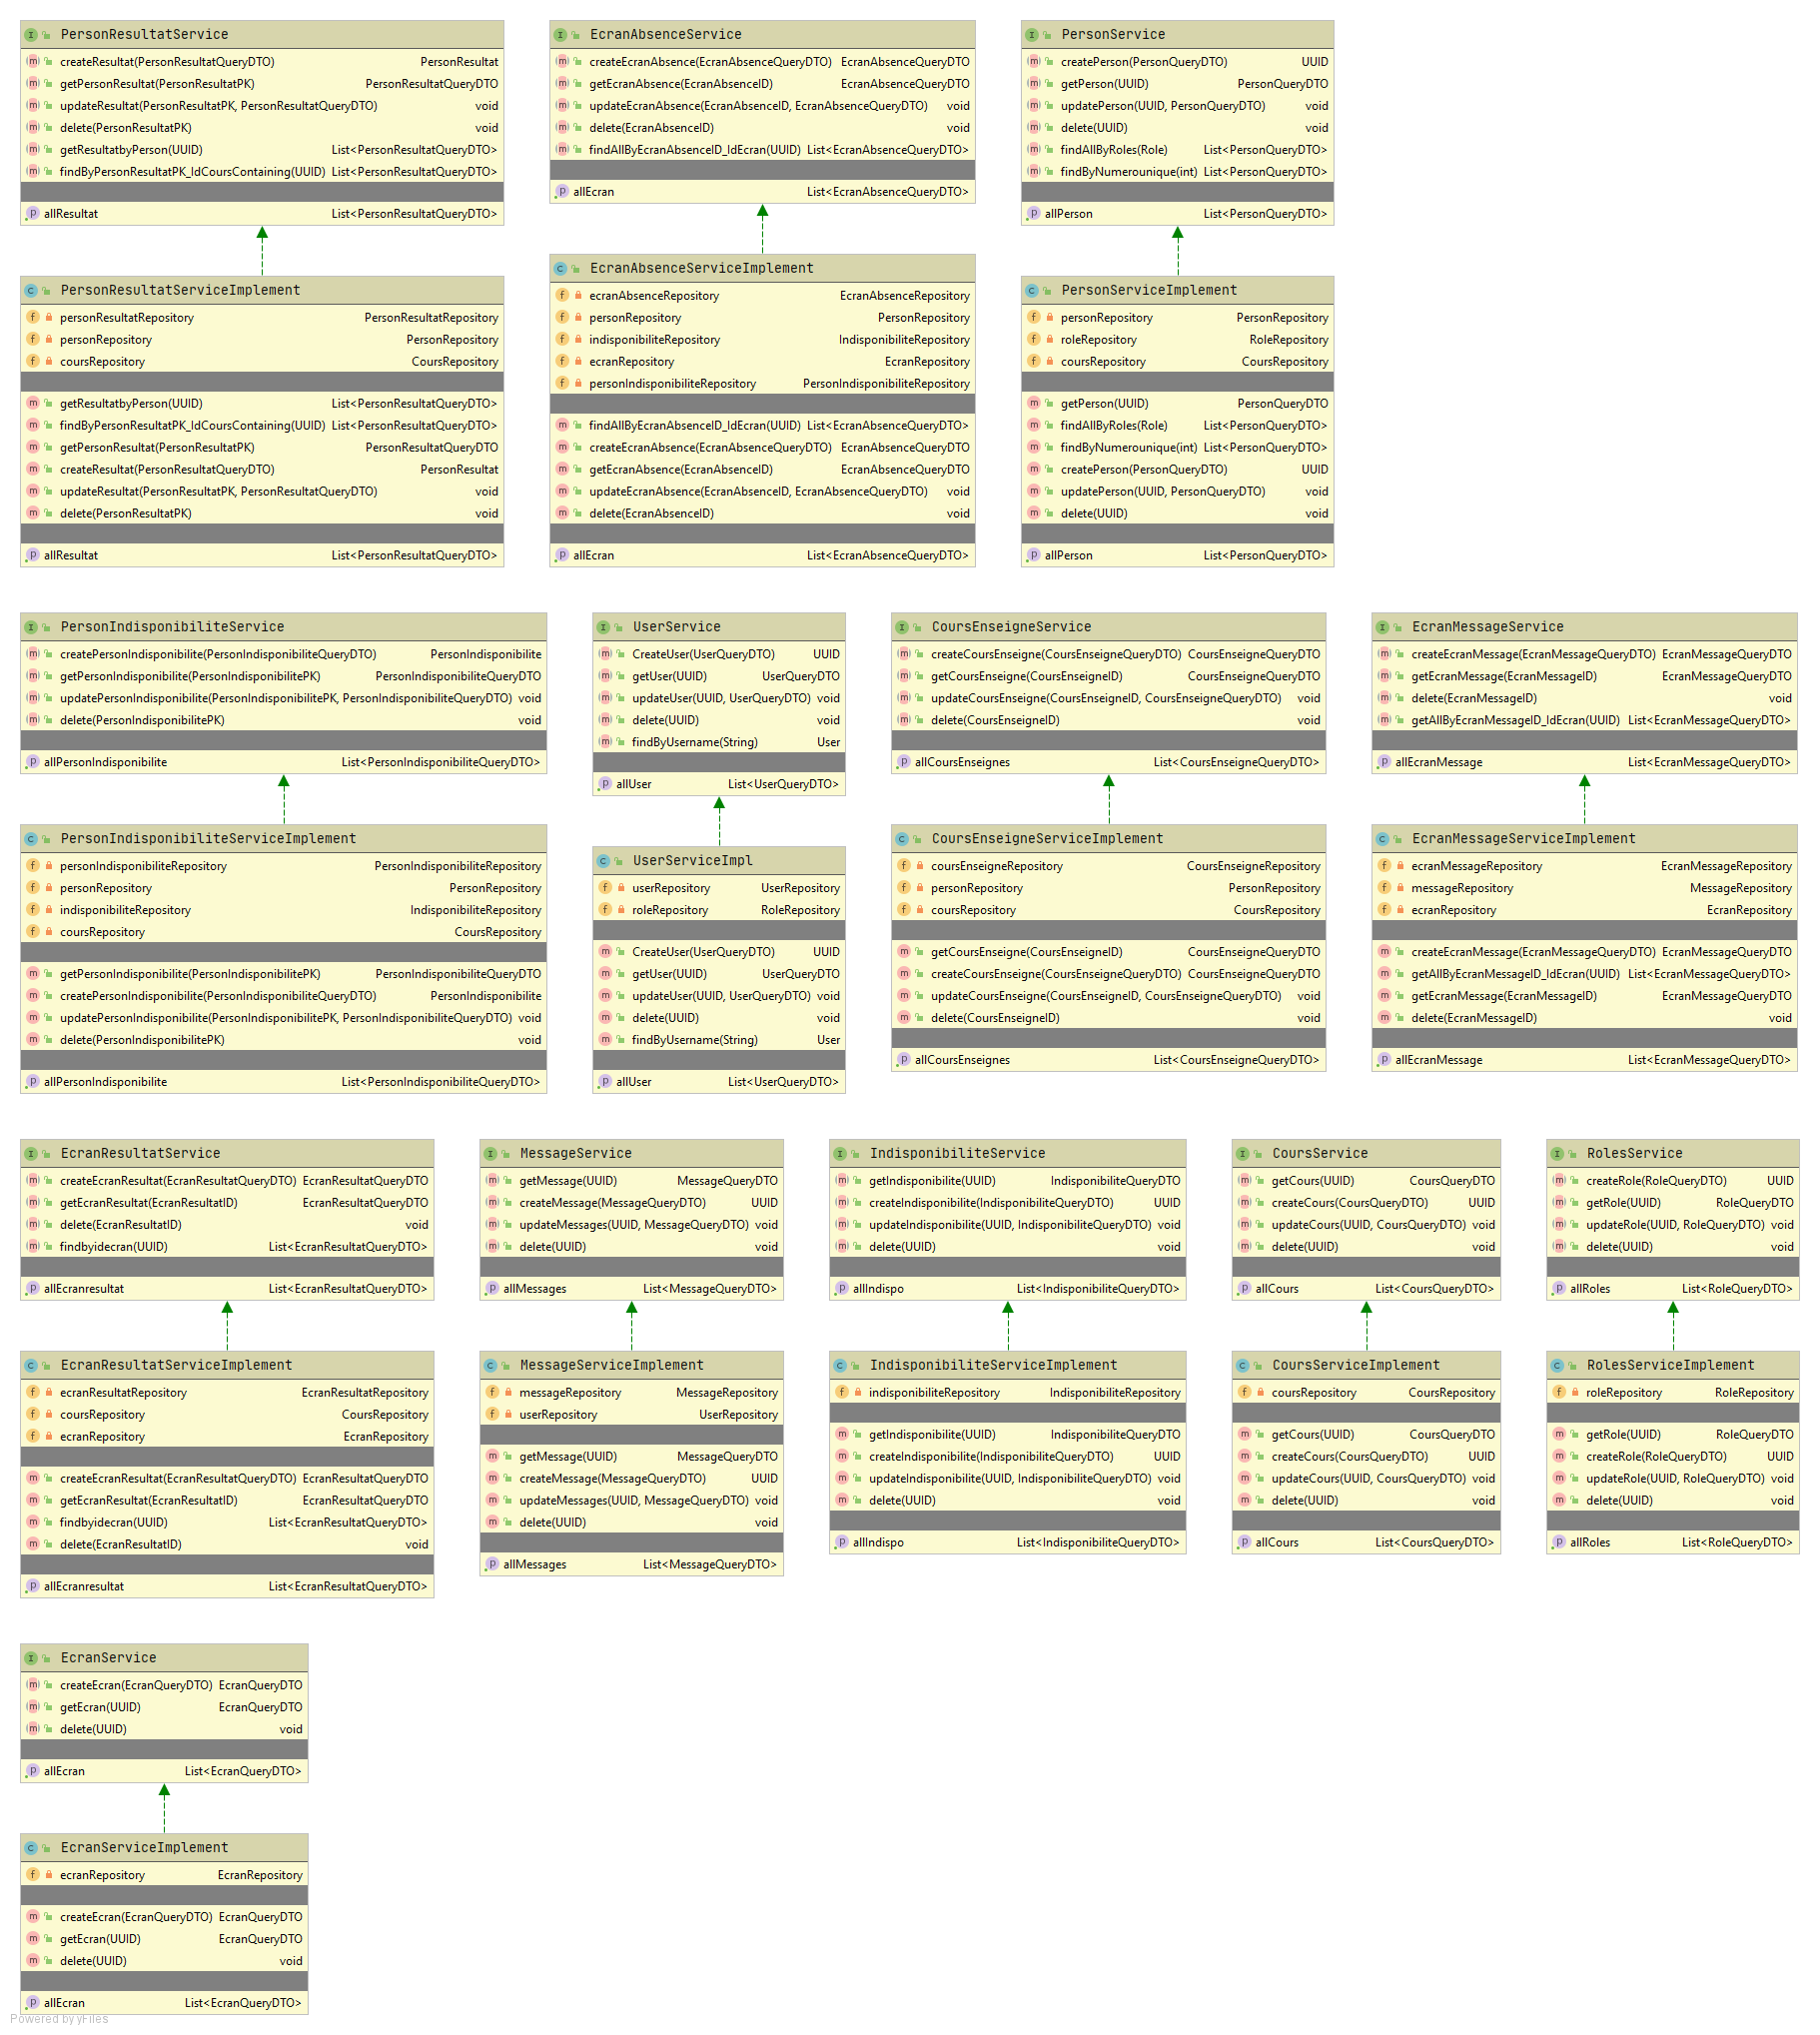 PersonResultatService
createResultat(PersonResultatQueryDTO) PersonResultat
getPersonResultat(PersonResultatPK) PersonResultatQueryDTO
updateResultat(PersonResultatPK, PersonResultatQueryDTO) void
delete(PersonResultatPK) void
getResultatbyPerson(UUID) List<PersonResultatQueryDTO>
findByPersonResultatPK_IdCoursContaining(UUID) List<PersonResultatQueryDTO>
allResultat List<PersonResultatQueryDTO>
PersonResultatServiceImplement
personResultatRepository PersonResultatRepository
personRepository PersonRepository
coursRepository CoursRepository
getResultatbyPerson(UUID) List<PersonResultatQueryDTO>
findByPersonResultatPK_IdCoursContaining(UUID) List<PersonResultatQueryDTO>
getPersonResultat(PersonResultatPK) PersonResultatQueryDTO
createResultat(PersonResultatQueryDTO) PersonResultat
updateResultat(PersonResultatPK, PersonResultatQueryDTO) void
delete(PersonResultatPK) void
allResultat List<PersonResultatQueryDTO>
EcranAbsenceService
createEcranAbsence(EcranAbsenceQueryDTO) EcranAbsenceQueryDTO
getEcranAbsence(EcranAbsenceID) EcranAbsenceQueryDTO
updateEcranAbsence(EcranAbsenceID, EcranAbsenceQueryDTO) void
delete(EcranAbsenceID) void
findAllByEcranAbsenceID_IdEcran(UUID) List<EcranAbsenceQueryDTO>
allEcran List<EcranAbsenceQueryDTO>
EcranAbsenceServiceImplement
ecranAbsenceRepository EcranAbsenceRepository
personRepository PersonRepository
indisponibiliteRepository IndisponibiliteRepository
ecranRepository EcranRepository
personIndisponibiliteRepository PersonIndisponibiliteRepository
findAllByEcranAbsenceID_IdEcran(UUID) List<EcranAbsenceQueryDTO>
createEcranAbsence(EcranAbsenceQueryDTO) EcranAbsenceQueryDTO
getEcranAbsence(EcranAbsenceID) EcranAbsenceQueryDTO
updateEcranAbsence(EcranAbsenceID, EcranAbsenceQueryDTO) void
delete(EcranAbsenceID) void
allEcran List<EcranAbsenceQueryDTO>
PersonService
createPerson(PersonQueryDTO) UUID
getPerson(UUID) PersonQueryDTO
updatePerson(UUID, PersonQueryDTO) void
delete(UUID) void
findAllByRoles(Role) List<PersonQueryDTO>
findByNumerounique(int) List<PersonQueryDTO>
allPerson List<PersonQueryDTO>
PersonServiceImplement
personRepository PersonRepository
roleRepository RoleRepository
coursRepository CoursRepository
getPerson(UUID) PersonQueryDTO
findAllByRoles(Role) List<PersonQueryDTO>
findByNumerounique(int) List<PersonQueryDTO>
createPerson(PersonQueryDTO) UUID
updatePerson(UUID, PersonQueryDTO) void
delete(UUID) void
allPerson List<PersonQueryDTO>
PersonIndisponibiliteService
createPersonIndisponibilite(PersonIndisponibiliteQueryDTO) PersonIndisponibilite
getPersonIndisponibilite(PersonIndisponibilitePK) PersonIndisponibiliteQueryDTO
updatePersonIndisponibilite(PersonIndisponibilitePK, PersonIndisponibiliteQueryDTO) void
delete(PersonIndisponibilitePK) void
allPersonIndisponibilite List<PersonIndisponibiliteQueryDTO>
PersonIndisponibiliteServiceImplement
personIndisponibiliteRepository PersonIndisponibiliteRepository
personRepository PersonRepository
indisponibiliteRepository IndisponibiliteRepository
coursRepository CoursRepository
getPersonIndisponibilite(PersonIndisponibilitePK) PersonIndisponibiliteQueryDTO
createPersonIndisponibilite(PersonIndisponibiliteQueryDTO) PersonIndisponibilite
updatePersonIndisponibilite(PersonIndisponibilitePK, PersonIndisponibiliteQueryDTO) void
delete(PersonIndisponibilitePK) void
allPersonIndisponibilite List<PersonIndisponibiliteQueryDTO>
UserService
CreateUser(UserQueryDTO) UUID
getUser(UUID) UserQueryDTO
updateUser(UUID, UserQueryDTO) void
delete(UUID) void
findByUsername(String) User
allUser List<UserQueryDTO>
UserServiceImpl
userRepository UserRepository
roleRepository RoleRepository
CreateUser(UserQueryDTO) UUID
getUser(UUID) UserQueryDTO
updateUser(UUID, UserQueryDTO) void
delete(UUID) void
findByUsername(String) User
allUser List<UserQueryDTO>
CoursEnseigneService
createCoursEnseigne(CoursEnseigneQueryDTO) CoursEnseigneQueryDTO
getCoursEnseigne(CoursEnseigneID) CoursEnseigneQueryDTO
updateCoursEnseigne(CoursEnseigneID, CoursEnseigneQueryDTO) void
delete(CoursEnseigneID) void
allCoursEnseignes List<CoursEnseigneQueryDTO>
CoursEnseigneServiceImplement
coursEnseigneRepository CoursEnseigneRepository
personRepository PersonRepository
coursRepository CoursRepository
getCoursEnseigne(CoursEnseigneID) CoursEnseigneQueryDTO
createCoursEnseigne(CoursEnseigneQueryDTO) CoursEnseigneQueryDTO
updateCoursEnseigne(CoursEnseigneID, CoursEnseigneQueryDTO) void
delete(CoursEnseigneID) void
allCoursEnseignes List<CoursEnseigneQueryDTO>
EcranMessageService
createEcranMessage(EcranMessageQueryDTO) EcranMessageQueryDTO
getEcranMessage(EcranMessageID) EcranMessageQueryDTO
delete(EcranMessageID) void
getAllByEcranMessageID_IdEcran(UUID) List<EcranMessageQueryDTO>
allEcranMessage List<EcranMessageQueryDTO>
EcranMessageServiceImplement
ecranMessageRepository EcranMessageRepository
messageRepository MessageRepository
ecranRepository EcranRepository
createEcranMessage(EcranMessageQueryDTO) EcranMessageQueryDTO
getAllByEcranMessageID_IdEcran(UUID) List<EcranMessageQueryDTO>
getEcranMessage(EcranMessageID) EcranMessageQueryDTO
delete(EcranMessageID) void
allEcranMessage List<EcranMessageQueryDTO>
EcranResultatService
createEcranResultat(EcranResultatQueryDTO) EcranResultatQueryDTO
getEcranResultat(EcranResultatID) EcranResultatQueryDTO
delete(EcranResultatID) void
findbyidecran(UUID) List<EcranResultatQueryDTO>
allEcranresultat List<EcranResultatQueryDTO>
EcranResultatServiceImplement
ecranResultatRepository EcranResultatRepository
coursRepository CoursRepository
ecranRepository EcranRepository
createEcranResultat(EcranResultatQueryDTO) EcranResultatQueryDTO
getEcranResultat(EcranResultatID) EcranResultatQueryDTO
findbyidecran(UUID) List<EcranResultatQueryDTO>
delete(EcranResultatID) void
allEcranresultat List<EcranResultatQueryDTO>
MessageService
getMessage(UUID) MessageQueryDTO
createMessage(MessageQueryDTO) UUID
updateMessages(UUID, MessageQueryDTO) void
delete(UUID) void
allMessages List<MessageQueryDTO>
MessageServiceImplement
messageRepository MessageRepository
userRepository UserRepository
getMessage(UUID) MessageQueryDTO
createMessage(MessageQueryDTO) UUID
updateMessages(UUID, MessageQueryDTO) void
delete(UUID) void
allMessages List<MessageQueryDTO>
IndisponibiliteService
getIndisponibilite(UUID) IndisponibiliteQueryDTO
createIndisponibilite(IndisponibiliteQueryDTO) UUID
updateIndisponibilite(UUID, IndisponibiliteQueryDTO) void
delete(UUID) void
allIndispo List<IndisponibiliteQueryDTO>
IndisponibiliteServiceImplement
indisponibiliteRepository IndisponibiliteRepository
getIndisponibilite(UUID) IndisponibiliteQueryDTO
createIndisponibilite(IndisponibiliteQueryDTO) UUID
updateIndisponibilite(UUID, IndisponibiliteQueryDTO) void
delete(UUID) void
allIndispo List<IndisponibiliteQueryDTO>
CoursService
getCours(UUID) CoursQueryDTO
createCours(CoursQueryDTO) UUID
updateCours(UUID, CoursQueryDTO) void
delete(UUID) void
allCours List<CoursQueryDTO>
CoursServiceImplement
coursRepository CoursRepository
getCours(UUID) CoursQueryDTO
createCours(CoursQueryDTO) UUID
updateCours(UUID, CoursQueryDTO) void
delete(UUID) void
allCours List<CoursQueryDTO>
RolesService
createRole(RoleQueryDTO) UUID
getRole(UUID) RoleQueryDTO
updateRole(UUID, RoleQueryDTO) void
delete(UUID) void
allRoles List<RoleQueryDTO>
RolesServiceImplement
roleRepository RoleRepository
getRole(UUID) RoleQueryDTO
createRole(RoleQueryDTO) UUID
updateRole(UUID, RoleQueryDTO) void
delete(UUID) void
allRoles List<RoleQueryDTO>
EcranService
createEcran(EcranQueryDTO) EcranQueryDTO
getEcran(UUID) EcranQueryDTO
delete(UUID) void
allEcran List<EcranQueryDTO>
EcranServiceImplement
ecranRepository EcranRepository
createEcran(EcranQueryDTO) EcranQueryDTO
getEcran(UUID) EcranQueryDTO
delete(UUID) void
allEcran List<EcranQueryDTO>
Powered by yFiles